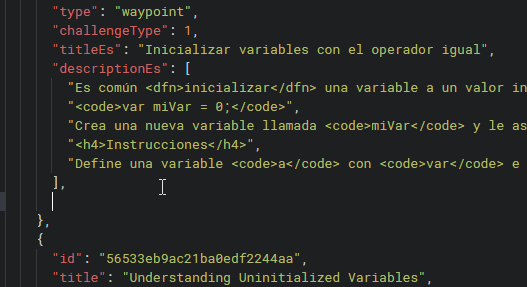 "type": "waypoint",
"challengeType": 1,
"titleEs": "Inicializar variables con el operador igual",
"descriptionEs": [
"Es común <dfn>inicializar</dfn> una variable a un valor in
"<code>var miVar = 0;</code>",
"Crea una nueva variable llamada <code>miVar</code> y le as
"<h4>Instrucciones</h4>",
"Define una variable <code>a</code> con <code>var</code> e
],
},
{
"id": "56533eb9ac21ba0edf2244aa",
"title": "Understanding Uninitialized Variables",